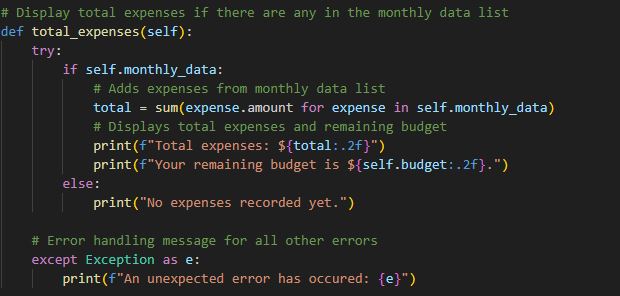 # Display total expenses if there are any in the monthly data list
def total_expenses(self):
    try:
        if self.monthly_data:
            # Adds expenses from monthly data list
            total = sum(expense.amount for expense in self.monthly_data)
            # Displays total expenses and remaining budget
            print(f"Total expenses: ${total:.2f}")
            print(f"Your remaining budget is ${self.budget:.2f}.")
        else:
            print("No expenses recorded yet.")

    # Error handling message for all other errors
    except Exception as e:
        print(f"An unexpected error has occured: {e}")